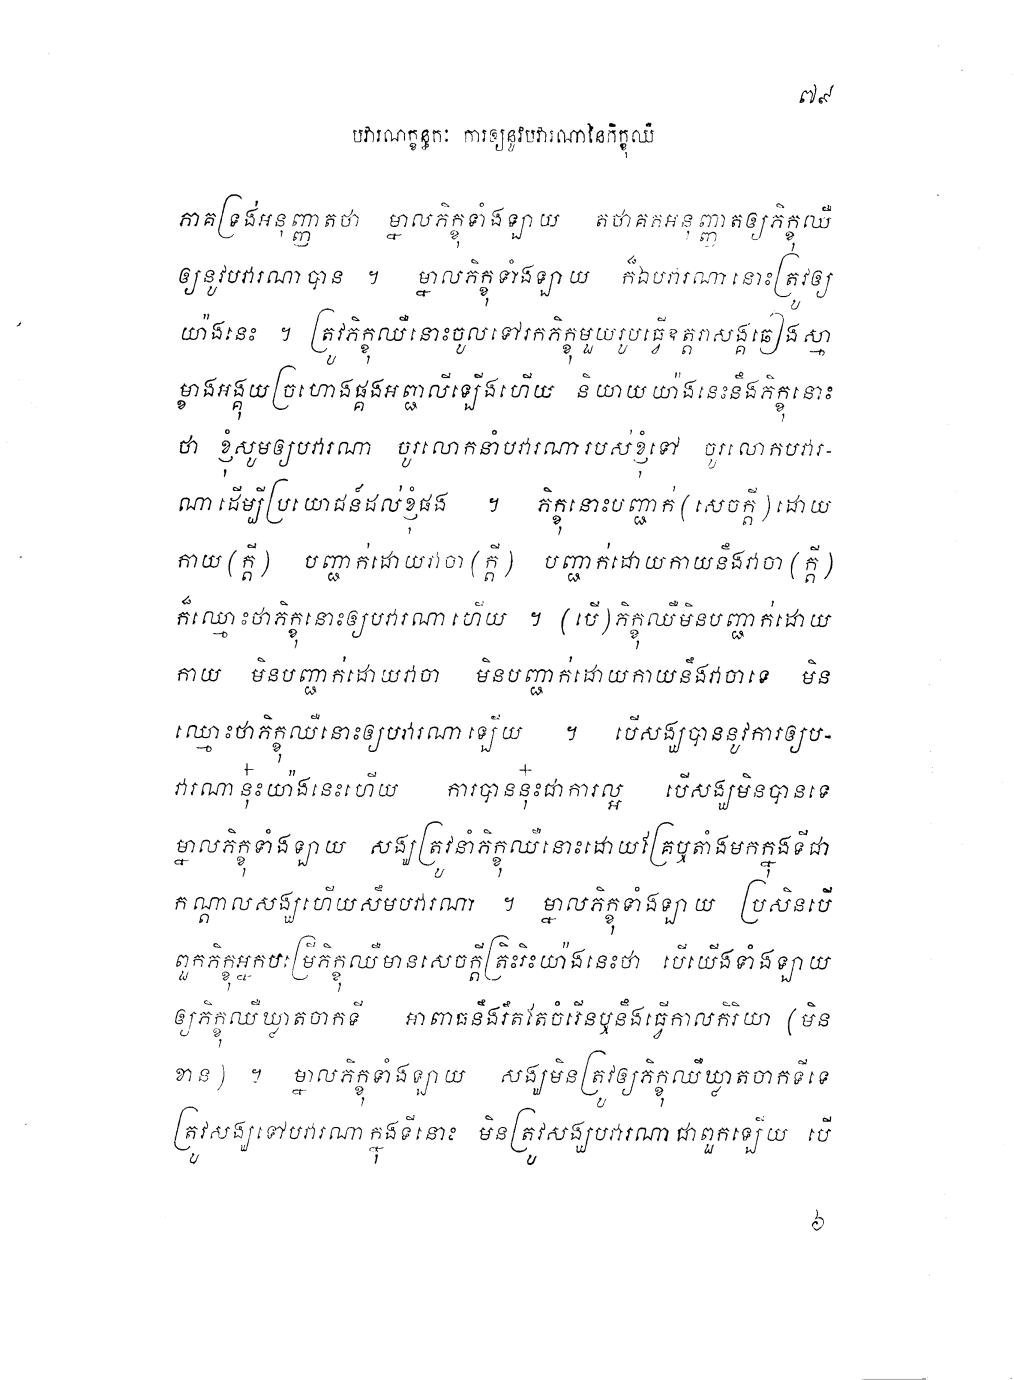 ៧៩
បវារណក្ខន្ធកៈ ការឲ្យនូវបវារណានៃភិក្ខុឈឺ
ភាគទ្រង់អនុញ្ញាតថា ម្នាលភិក្ខុទាំងឡាយ តថាគតអនុញ្ញាតឲ្យភិក្ខុឈឺ
ឲ្យនូវបវារណាបាន ។ ម្នាលភិក្ខុទាំងឡាយ ក៏ឯបវារណានោះត្រូវឲ្យ
យ៉ាងនេះ ។ ត្រូវភិក្ខុឈឺនោះចូលទៅរកភិក្ខុមួយរូបធ្វើឧត្តរាសង្គឆៀងស្មា
ម្ខាងអង្គុយច្រហោងផ្គងអញ្ជលីឡើងហើយ និយាយយ៉ាងនេះនឹងភិក្ខុនោះ
ថា ខ្ញុំសូមឲ្យបវារណា ចូរលោកនាំបវារណារបស់ខ្ញុំទៅ ចូរលោកបវារ-
ណាដើម្បីប្រយោជន៍ដល់ខ្ញុំផង ។ ភិក្ខុនោះបញ្ជាក់(សេចក្តី)ដោយ
កាយ(ក្តី) បញ្ជាក់ដោយវាចា(ក្តី) បញ្ជាក់ដោយកាយនឹងវាចា(ក្តី)
ក៏ឈ្មោះថាភិក្ខុនោះឲ្យបវារណាហើយ ។ (បើ)ភិក្ខុឈឺមិនបញ្ជាក់ដោយ
កាយ មិនបញ្ជាក់ដោយវាចា មិនបញ្ជាក់ដោយកាយនឹងវាចាទេ មិន
ឈ្មោះថាភិក្ខុឈឺនោះឲ្យបវារណាឡើយ ។ បើសង្ឃបាននូវការឲ្យប-
វារណានុ៎ះយ៉ាងនេះហើយ ការបាននុ៎ះជាការល្អ បើសង្ឃមិនបានទេ
ម្នាលភិក្ខុទាំងឡាយ សង្ឃត្រូវនាំភិក្ខុឈឺនោះដោយគ្រែឬតាំងមកក្នុងទីជា
កណ្តាលសង្ឃហើយសឹមបវារណា ។ ម្នាលភិក្ខុទាំងឡាយ ប្រសិនបើ
ពួកភិក្ខុអ្នកបម្រើភិក្ខុឈឺមានសេចក្តីត្រិះរិះយ៉ាងនេះថា បើយើងទាំងឡាយ
ឲ្យភិក្ខុឈឺឃ្លាតចាកទី អាពាធនឹងរឹតតែចំរើនឬនឹងធ្វើកាលកិរិយា (មិន
ខាន) ។ ម្នាលភិក្ខុទាំងឡាយ សង្ឃមិនត្រូវឲ្យភិក្ខុឈឺឃ្លាតចាកទីទេ
ត្រូវសង្ឃទៅបវារណាក្នុងទីនោះ មិនត្រូវសង្ឃបវារណាជាពួកឡើយ បើ
៦